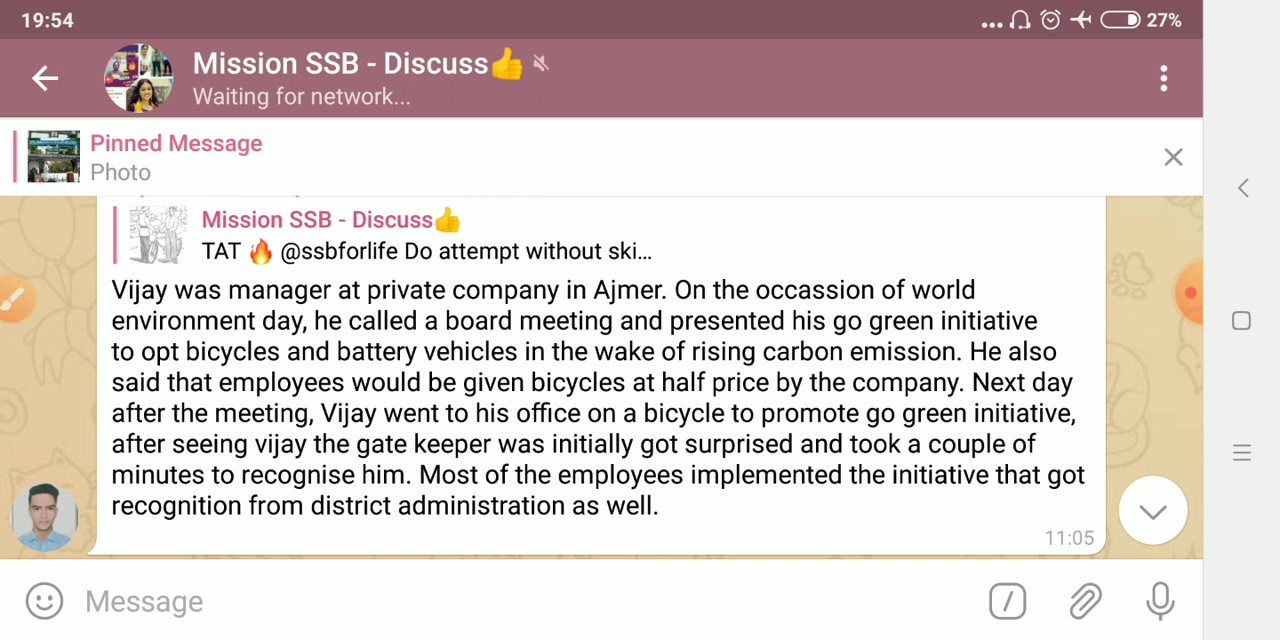 19:54
27%
Mission SSB - Discuss👍
Waiting for network...
Pinned Message
Photo
Mission SSB - Discuss👍
TAT 🔥 @ssbforlife Do attempt without ski...
Vijay was manager at private company in Ajmer. On the occassion of world
environment day, he called a board meeting and presented his go green initiative
to opt bicycles and battery vehicles in the wake of rising carbon emission. He also
said that employees would be given bicycles at half price by the company. Next day
after the meeting, Vijay went to his office on a bicycle to promote go green initiative,
after seeing vijay the gate keeper was initially got surprised and took a couple of
minutes to recognise him. Most of the employees implemented the initiative that got
recognition from district administration as well.
11:05
Message